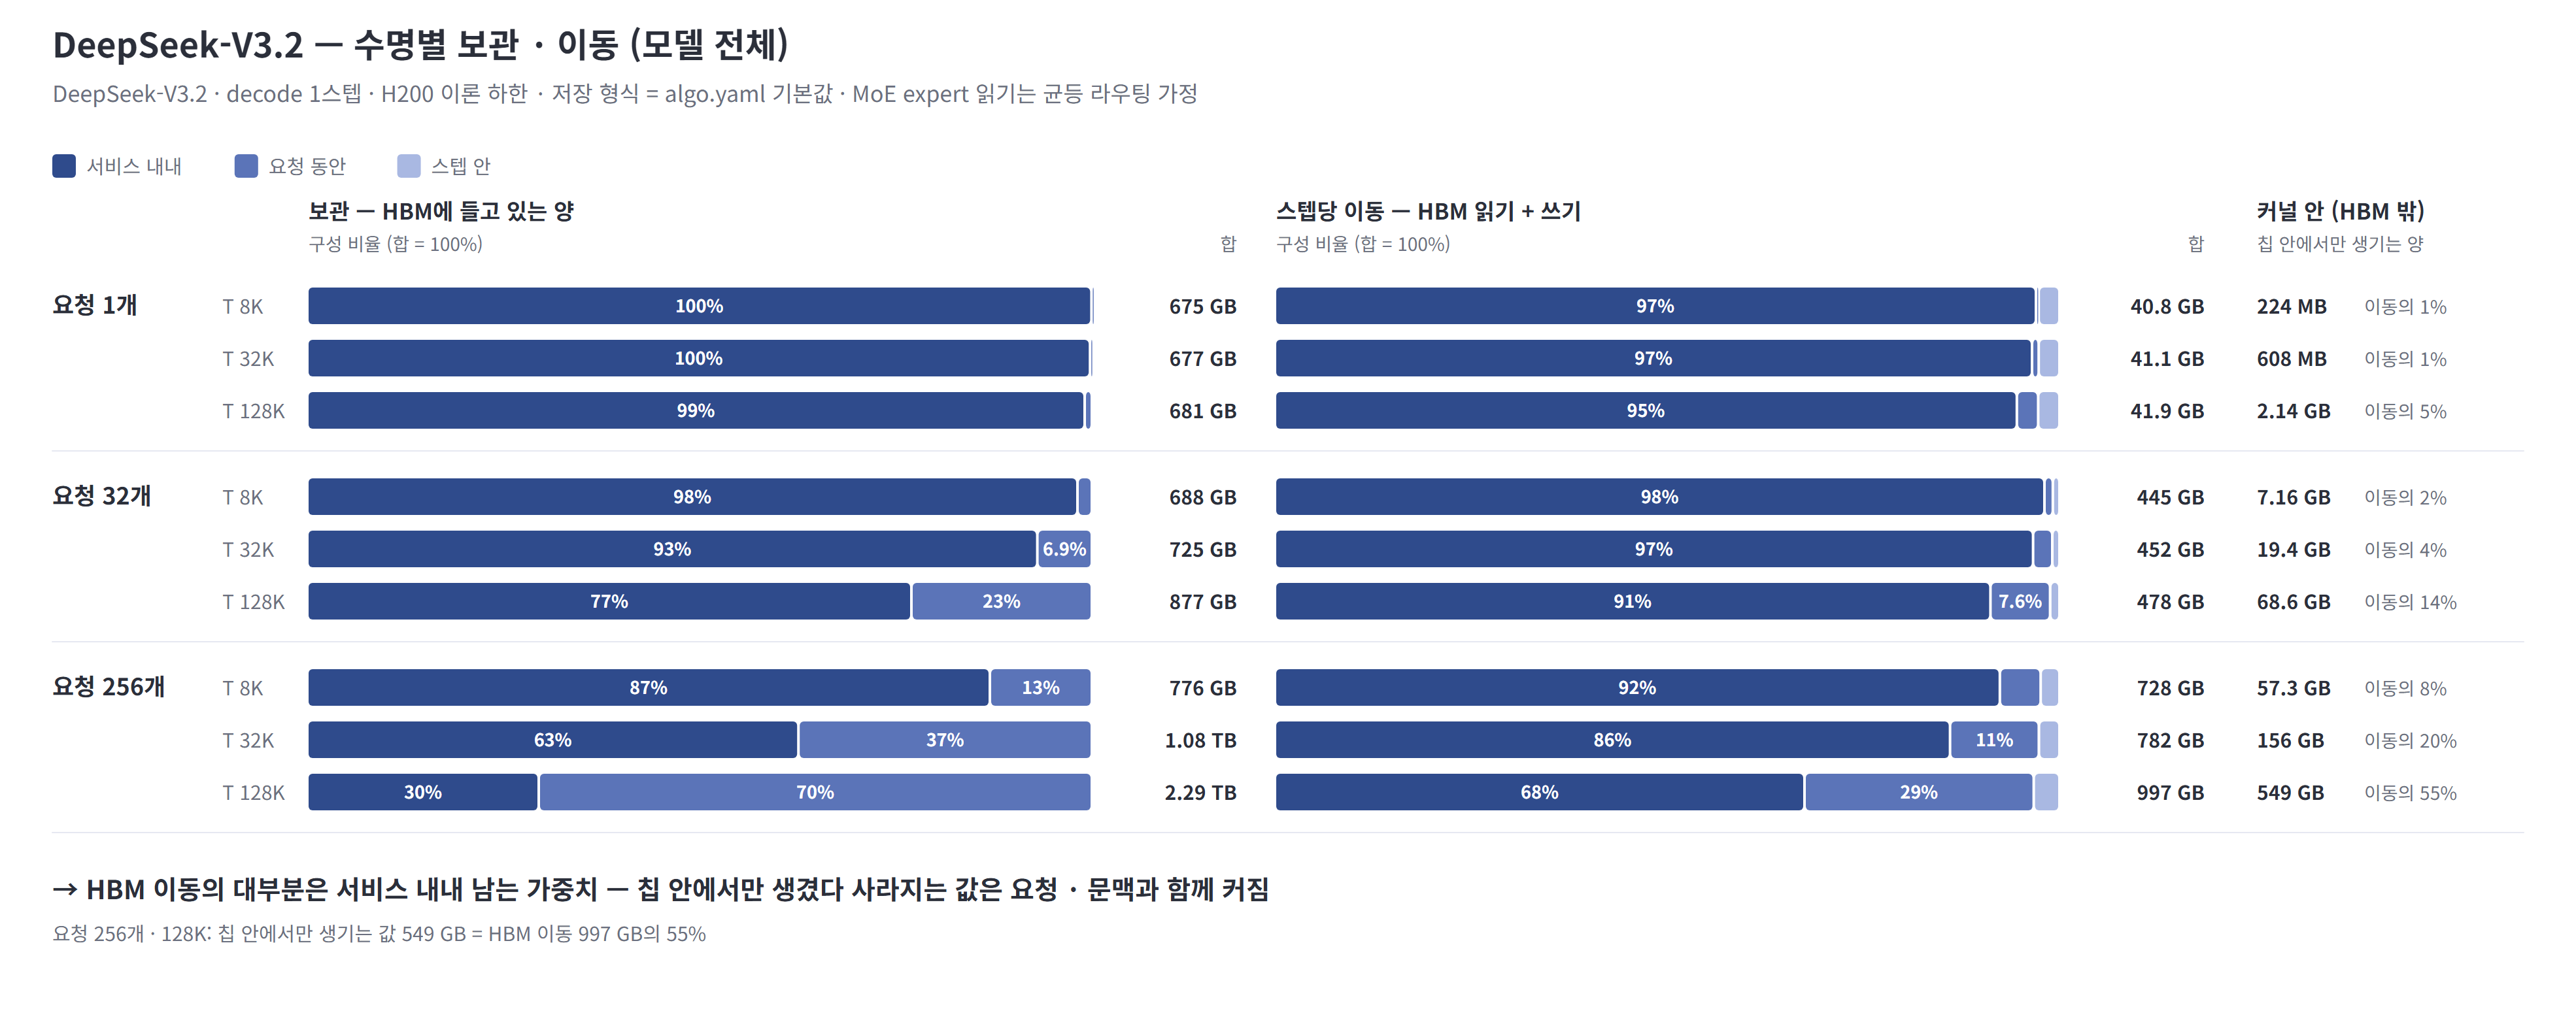 DeepSeek-V3.2 — 수명별 보관 · 이동 (모델 전체)
DeepSeek-V3.2 · decode 1스텝 · H200 이론 하한 · 저장 형식 = algo.yaml 기본값 · MoE expert 읽기는 균등 라우팅 가정
서비스 내내 요청 동안 스텝 안
보관 — HBM에 들고 있는 양 스텝당 이동 — HBM 읽기 + 쓰기 커널 안 (HBM 밖)
구성 비율 (합 = 100%) 합 구성 비율 (합 = 100%) 합 칩 안에서만 생기는 양
요청 1개 T 8K 100% 675 GB 97% 40.8 GB 224 MB 이동의 1%
T 32K 100% 677 GB 97% 41.1 GB 608 MB 이동의 1%
T 128K 99% 681 GB 95% 41.9 GB 2.14 GB 이동의 5%
요청 32개 T 8K 98% 688 GB 98% 445 GB 7.16 GB 이동의 2%
T 32K 93% 6.9% 725 GB 97% 452 GB 19.4 GB 이동의 4%
T 128K 77% 23% 877 GB 91% 7.6% 478 GB 68.6 GB 이동의 14%
요청 256개 T 8K 87% 13% 776 GB 92% 728 GB 57.3 GB 이동의 8%
T 32K 63% 37% 1.08 TB 86% 11% 782 GB 156 GB 이동의 20%
T 128K 30% 70% 2.29 TB 68% 29% 997 GB 549 GB 이동의 55%
→ HBM 이동의 대부분은 서비스 내내 남는 가중치 — 칩 안에서만 생겼다 사라지는 값은 요청 · 문맥과 함께 커짐
요청 256개 · 128K: 칩 안에서만 생기는 값 549 GB = HBM 이동 997 GB의 55%